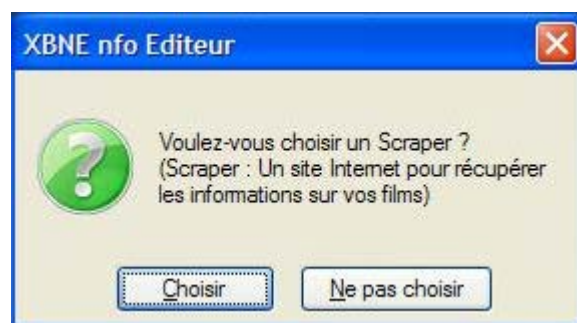 XBNE nfo Editeur
Voulez-vous choisir un Scraper ?
(Scraper : Un site Internet pour récupérer
les informations sur vos films)
Choisir
Ne pas choisir